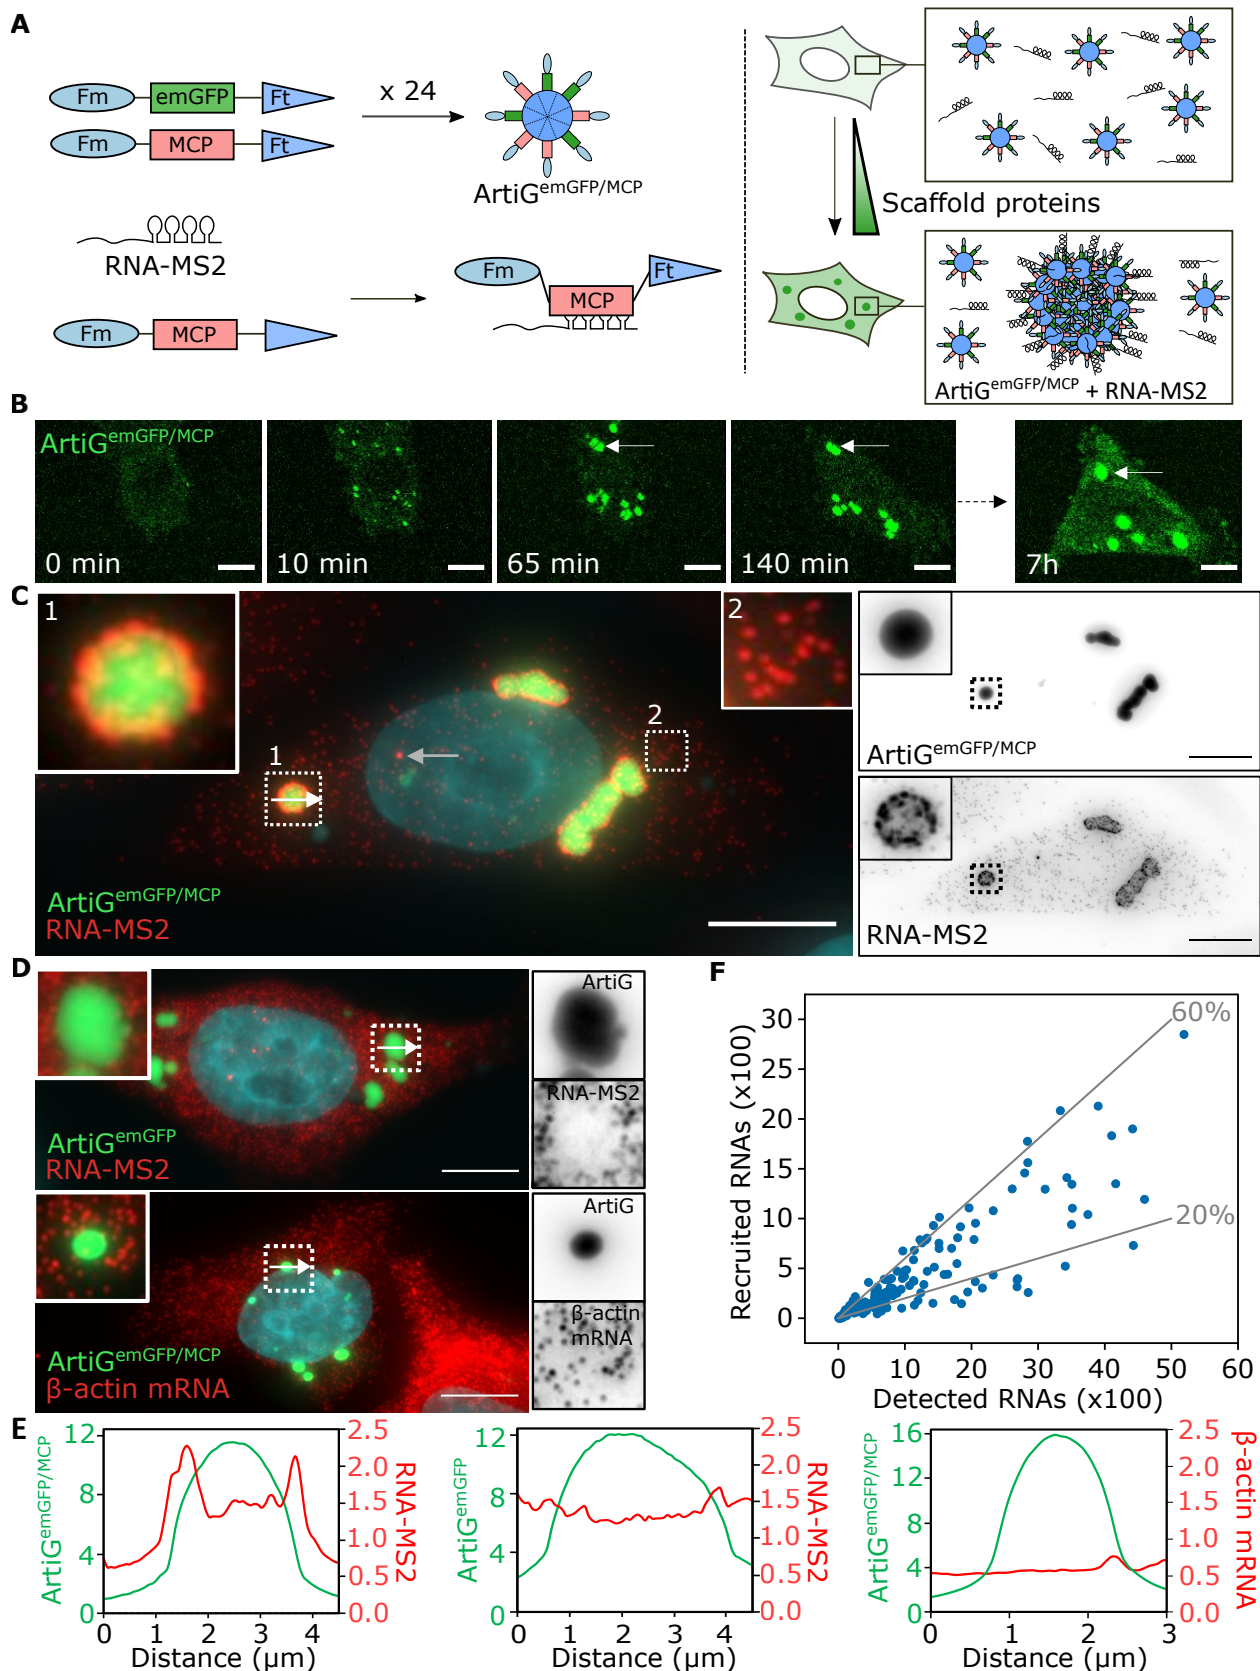 A
Fm
emGFP
Ft
x 24
Fm
MCP
Ft
ArtiG^emGFP/MCP
RNA-MS2
Fm
MCP
Fm
MCP
Ft
Scaffold proteins
ArtiG^emGFP/MCP + RNA-MS2
B
ArtiG^emGFP/MCP
0 min
10 min
65 min
140 min
7h
C
1
2
1
2
ArtiG^emGFP/MCP
RNA-MS2
ArtiG^emGFP/MCP
RNA-MS2
D
ArtiG^emGFP
RNA-MS2
ArtiG
RNA-MS2
ArtiG^emGFP/MCP
β-actin mRNA
ArtiG
β-actin
mRNA
F
Recruited RNAs (x100)
30
25
20
15
10
5
0
60%
20%
0 10 20 30 40 50 60
Detected RNAs (x100)
E
ArtiG^emGFP/MCP
12
8
4
0
2.5
2.0
1.5
1.0
0.5
0.0
RNA-MS2
0 1 2 3 4
Distance (µm)
ArtiG^emGFP
12
8
4
0
2.5
2.0
1.5
1.0
0.5
0.0
RNA-MS2
0 1 2 3 4
Distance (µm)
ArtiG^emGFP/MCP
16
12
8
4
0
2.5
2.0
1.5
1.0
0.5
0.0
β-actin mRNA
0 1 2 3
Distance (µm)